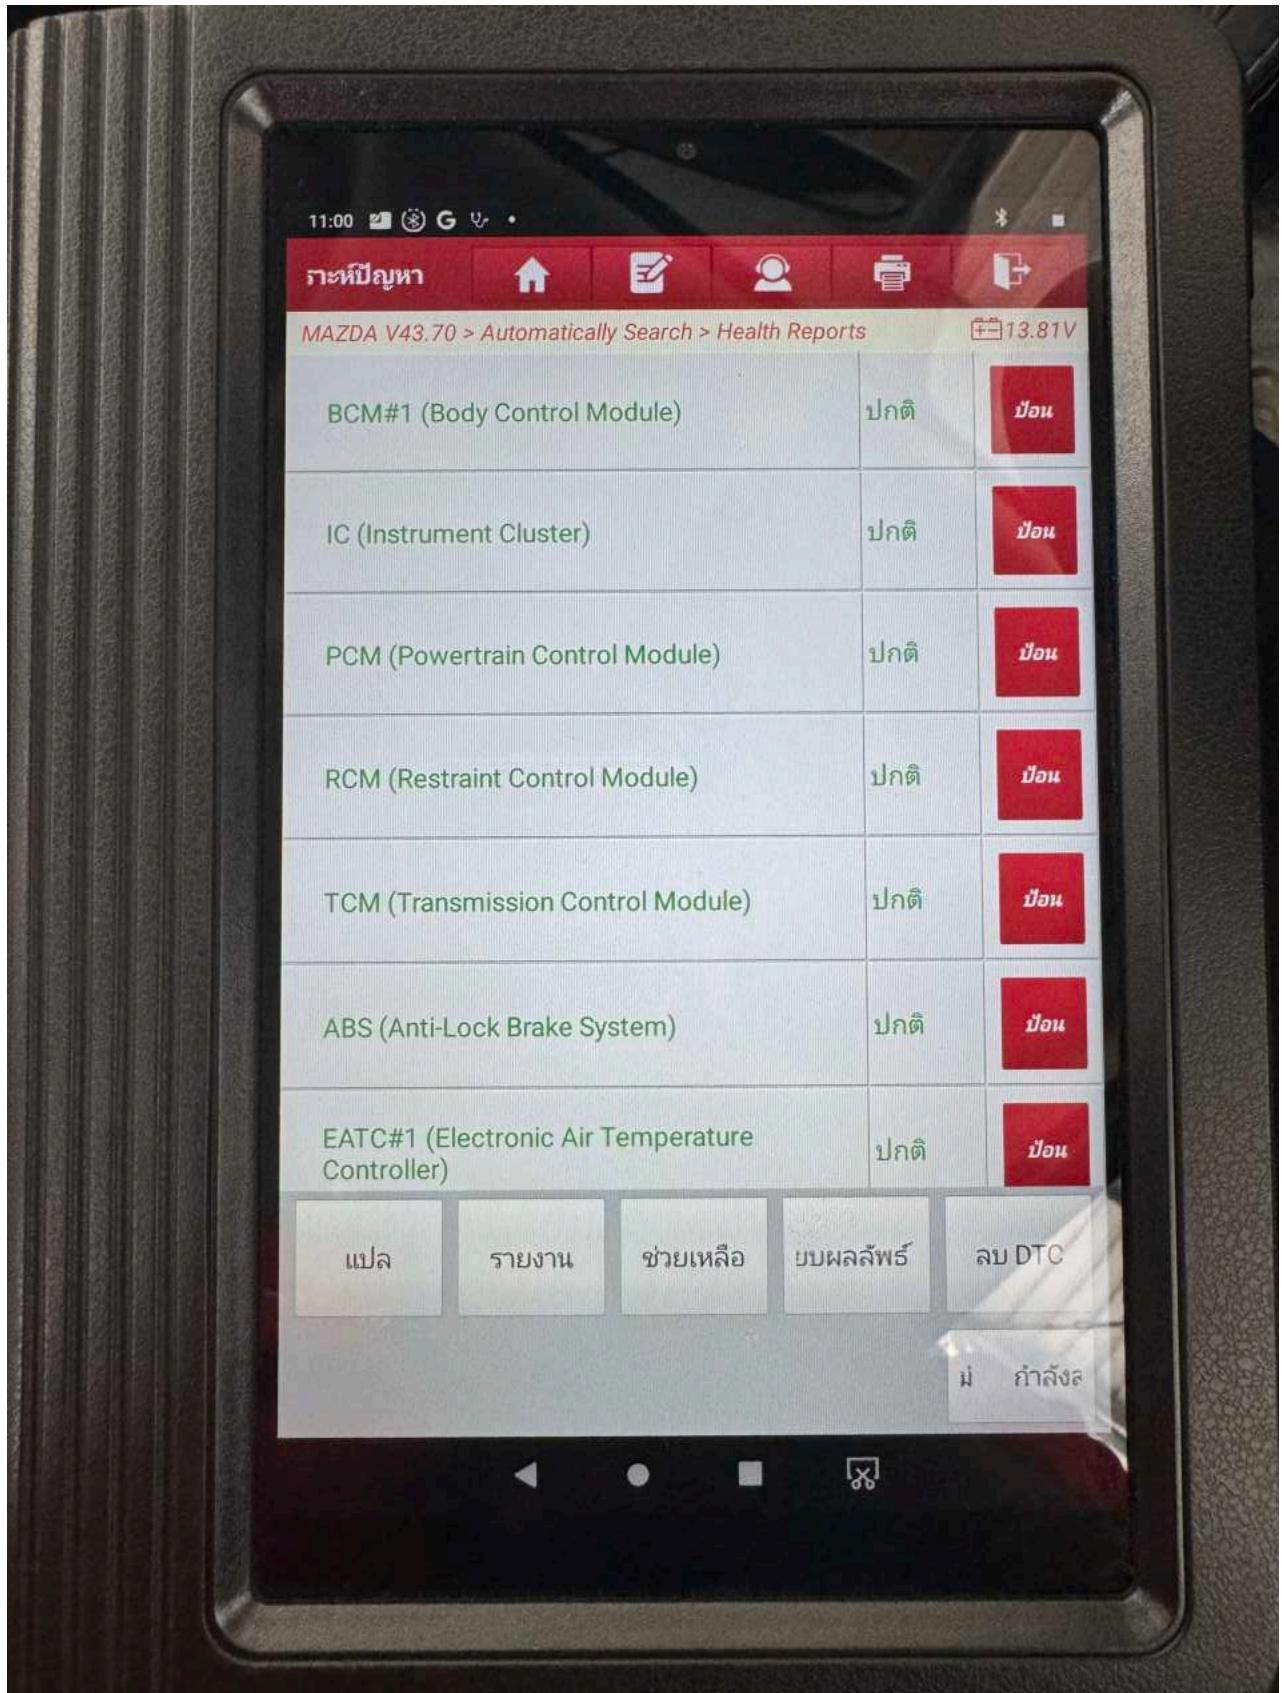 11:00
ราะห์ปัญหา
MAZDA V43.70 > Automatically Search > Health Reports 13.81V
BCM#1 (Body Control Module) ปกติ ป้อน
IC (Instrument Cluster) ปกติ ป้อน
PCM (Powertrain Control Module) ปกติ ป้อน
RCM (Restraint Control Module) ปกติ ป้อน
TCM (Transmission Control Module) ปกติ ป้อน
ABS (Anti-Lock Brake System) ปกติ ป้อน
EATC#1 (Electronic Air Temperature
Controller) ปกติ ป้อน
แปล รายงาน ช่วยเหลือ ยบผลลัพธ์ ลบ DTC
กำลังส